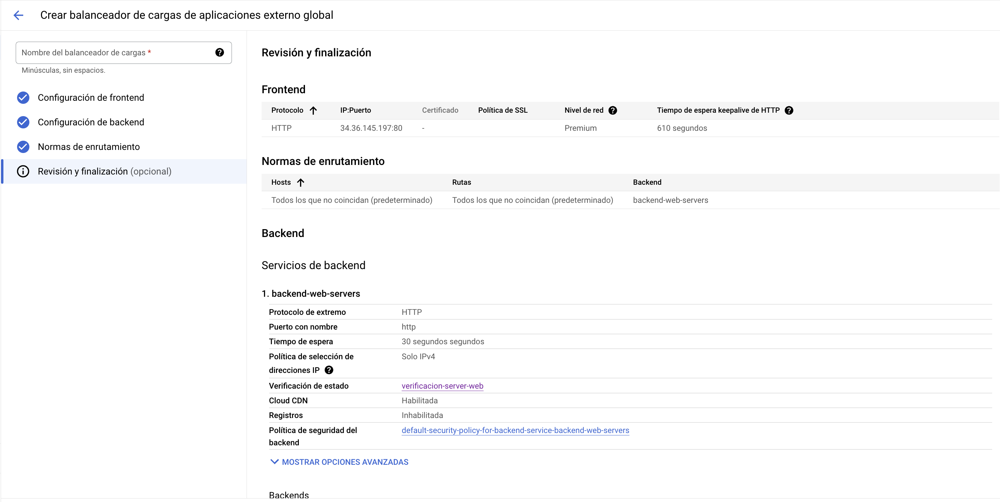 Crear balanceador de cargas de aplicaciones externo global
Nombre del balanceador de cargas *
Minúsculas, sin espacios.
Configuración de frontend
Configuración de backend
Normas de enrutamiento
Revisión y finalización (opcional)
Revisión y finalización
Frontend
Protocolo IP:Puerto Certificado Política de SSL Nivel de red Tiempo de espera keepalive de HTTP
HTTP 34.36.145.197:80 - Premium 610 segundos
Normas de enrutamiento
Hosts Rutas Backend
Todos los que no coincidan (predeterminado) Todos los que no coincidan (predeterminado) backend-web-servers
Backend
Servicios de backend
1. backend-web-servers
Protocolo de extremo HTTP
Puerto con nombre http
Tiempo de espera 30 segundos segundos
Política de selección de Solo IPv4
direcciones IP
Verificación de estado verificacion-server-web
Cloud CDN Habilitada
Registros Inhabilitada
Política de seguridad del default-security-policy-for-backend-service-backend-web-servers
backend
MOSTRAR OPCIONES AVANZADAS
Backends